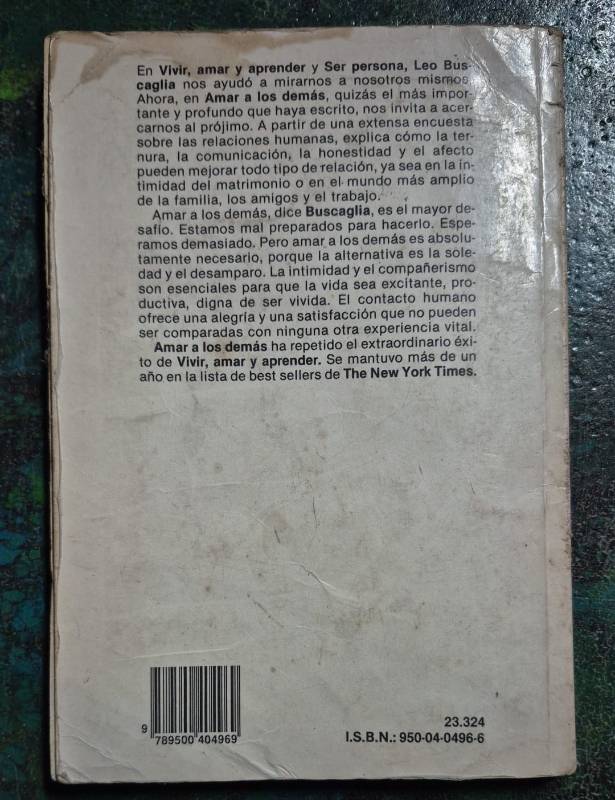 En Vivir, amar y aprender y Ser persona, Leo Bus-
caglia nos ayudó a mirarnos a nosotros mismos.
Ahora, en Amar a los demás, quizás el más impor-
tante y profundo que haya escrito, nos invita a acer-
carnos al prójimo. A partir de una extensa encuesta
sobre las relaciones humanas, explica cómo la ter-
nura, la comunicación, la honestidad y el afecto
pueden mejorar todo tipo de relación, ya sea en la in-
timidad del matrimonio o en el mundo más amplio
de la familia, los amigos y el trabajo.
Amar a los demás, dice Buscaglia, es el mayor de-
safío. Estamos mal preparados para hacerlo. Espe-
ramos demasiado. Pero amar a los demás es absolu-
tamente necesario, porque la alternativa es la sole-
dad y el desamparo. La intimidad y el compañerismo
son esenciales para que la vida sea excitante, pro-
ductiva, digna de ser vivida. El contacto humano
ofrece una alegría y una satisfacción que no pueden
ser comparadas con ninguna otra experiencia vital.
Amar a los demás ha repetido el extraordinario éxi-
to de Vivir, amar y aprender. Se mantuvo más de un
año en la lista de best sellers de The New York Times.
9 789500 404969
23.324
I.S.B.N.: 950-04-0496-6